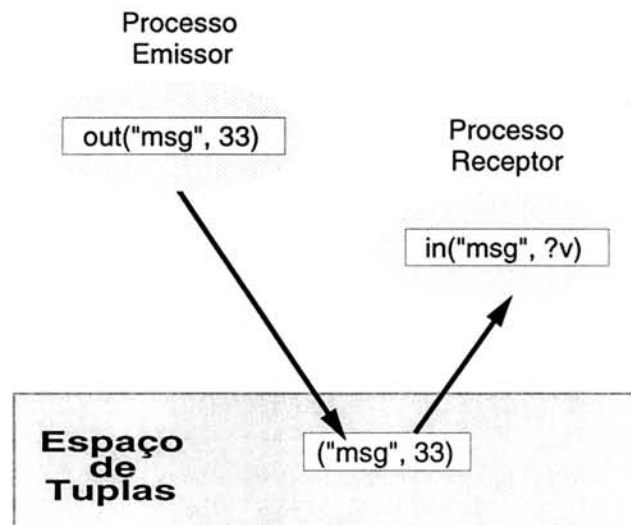 Processo
Emissor
out("msg", 33)
Processo
Receptor
in("msg", ?v)
Espaço
de
Tuplas
("msg", 33)